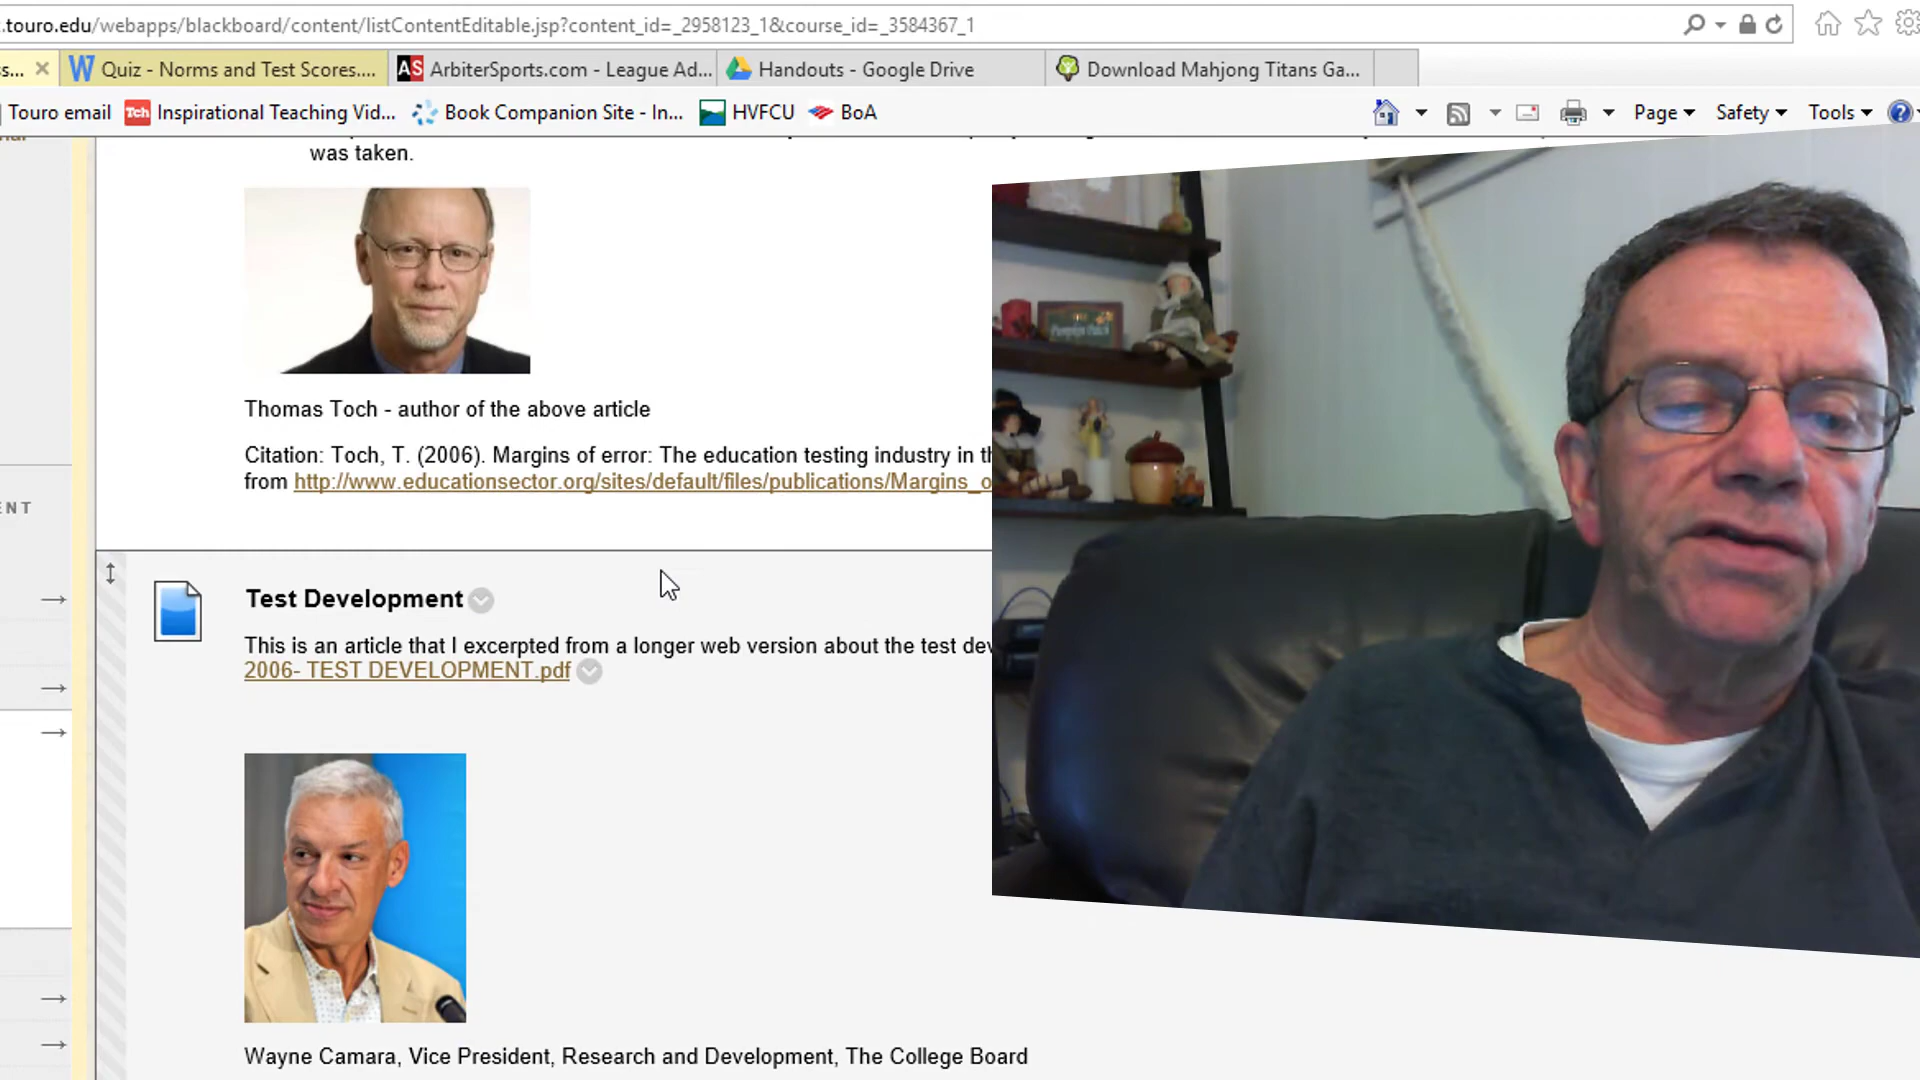 .touro.edu/webapps/blackboard/content/listContentEditable.jsp?content_id=_2958123_1&course_id=_3584367_1
s... Quiz - Norms and Test Scores.... AS ArbiterSports.com - League Ad... Handouts - Google Drive Download Mahjong Titans Ga...
Touro email Tch Inspirational Teaching Vid... Book Companion Site - In... HVFCU BoA Page Safety Tools
was taken.
Thomas Toch - author of the above article
Citation: Toch, T. (2006). Margins of error: The education testing industry in th
from http://www.educationsector.org/sites/default/files/publications/Margins_o
ENT
Test Development
This is an article that I excerpted from a longer web version about the test dev
2006- TEST DEVELOPMENT.pdf
Wayne Camara, Vice President, Research and Development, The College Board